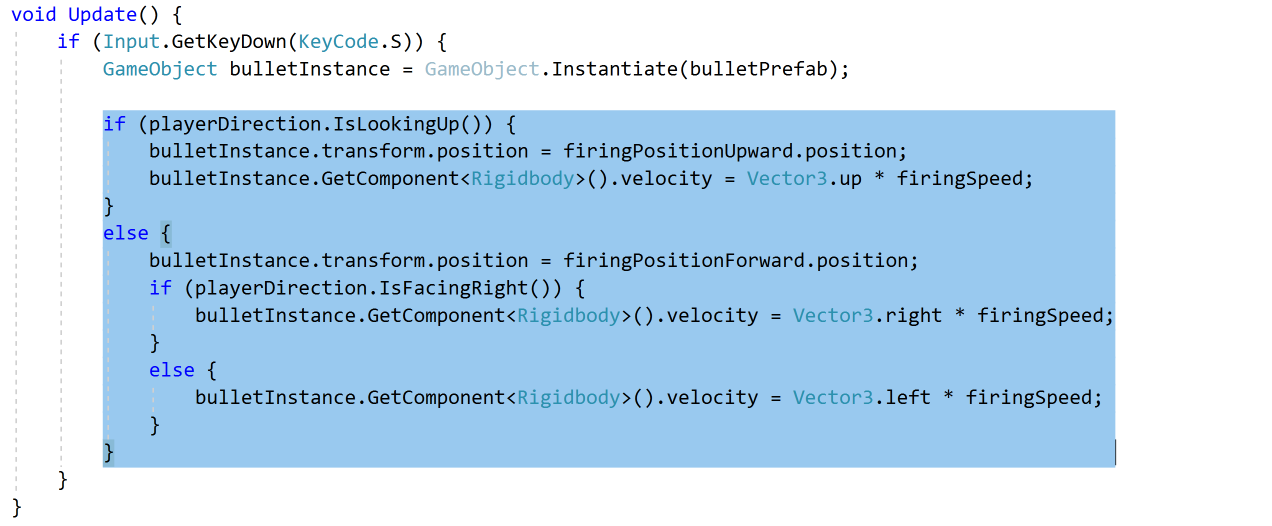 void Update() {
    if (Input.GetKeyDown(KeyCode.S)) {
        GameObject bulletInstance = GameObject.Instantiate(bulletPrefab);

        if (playerDirection.IsLookingUp()) {
            bulletInstance.transform.position = firingPositionUpward.position;
            bulletInstance.GetComponent<Rigidbody>().velocity = Vector3.up * firingSpeed;
        }
        else {
            bulletInstance.transform.position = firingPositionForward.position;
            if (playerDirection.IsFacingRight()) {
                bulletInstance.GetComponent<Rigidbody>().velocity = Vector3.right * firingSpeed;
            }
            else {
                bulletInstance.GetComponent<Rigidbody>().velocity = Vector3.left * firingSpeed;
            }
        }
    }
}